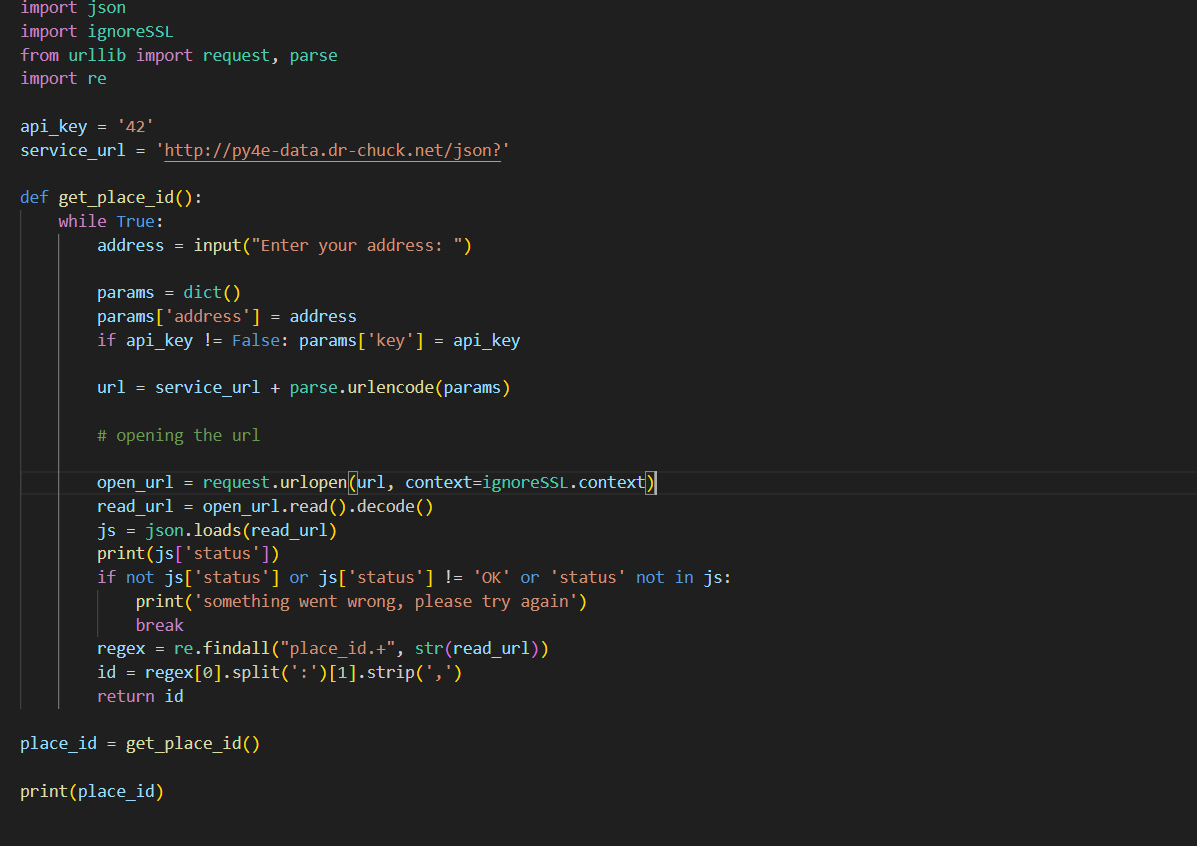 import json
import ignoreSSL
from urllib import request, parse
import re
api_key = '42'
service_url = 'http://py4e-data.dr-chuck.net/json?'
def get_place_id():
while True:
address = input("Enter your address: ")
params = dict()
params['address'] = address
if api_key != False: params['key'] = api_key
url = service_url + parse.urlencode(params)
# opening the url
open_url = request.urlopen(url, context=ignoreSSL.context)
read_url = open_url.read().decode()
js = json.loads(read_url)
print(js['status'])
if not js['status'] or js['status'] != 'OK' or 'status' not in js:
print('something went wrong, please try again')
break
regex = re.findall("place_id.+", str(read_url))
id = regex[0].split(':')[1].strip(',')
return id
place_id = get_place_id()
print(place_id)